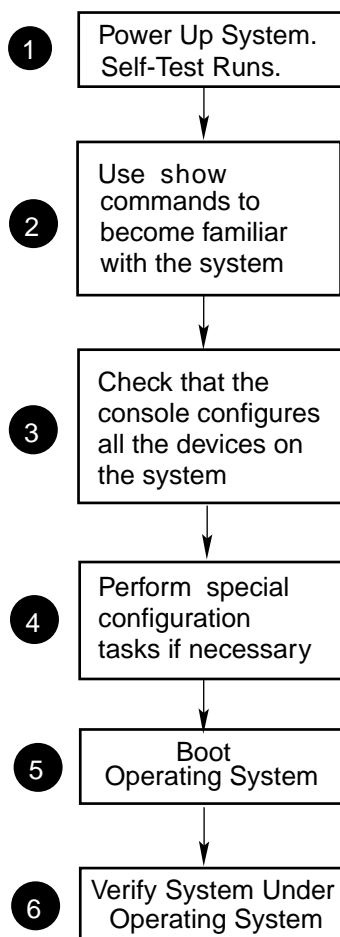 1
Power Up System.
Self-Test Runs.
2
Use show
commands to
become familiar
with the system
3
Check that the
console configures
all the devices on
the system
4
Perform special
configuration
tasks if necessary
5
Boot
Operating System
6
Verify System Under
Operating System